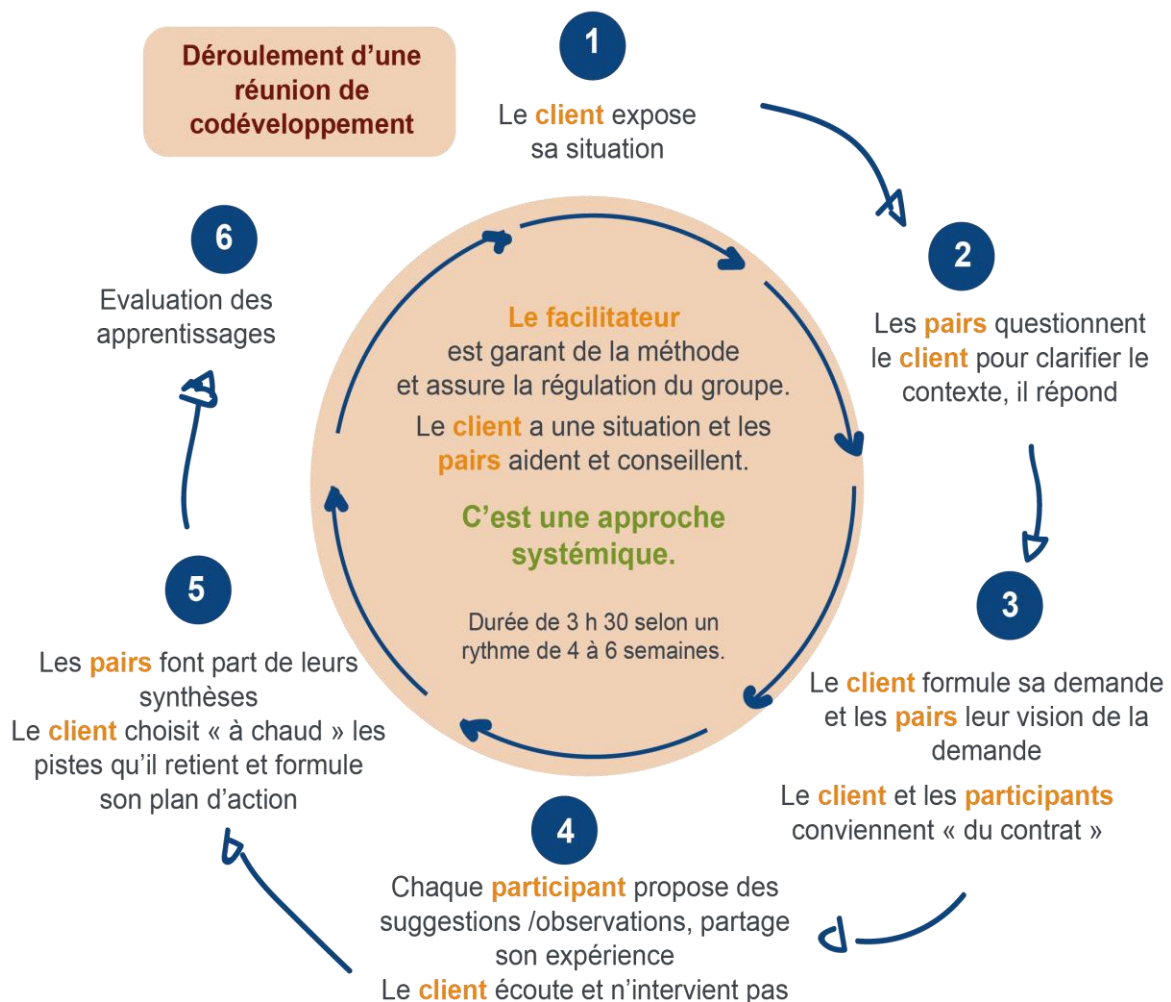 Déroulement d’une
réunion de
codéveloppement
1
Le client expose
sa situation
2
Les pairs questionnent
le client pour clarifier le
contexte, il répond
3
Le client formule sa demande
et les pairs leur vision de la
demande
Le client et les participants
conviennent « du contrat »
4
Chaque participant propose des
suggestions /observations, partage
son expérience
Le client écoute et n’intervient pas
5
Les pairs font part de leurs
synthèses
Le client choisit « à chaud » les
pistes qu’il retient et formule
son plan d’action
6
Evaluation des
apprentissages
Le facilitateur
est garant de la méthode
et assure la régulation du groupe.
Le client a une situation et les
pairs aident et conseillent.
C’est une approche
systémique.
Durée de 3 h 30 selon un
rythme de 4 à 6 semaines.